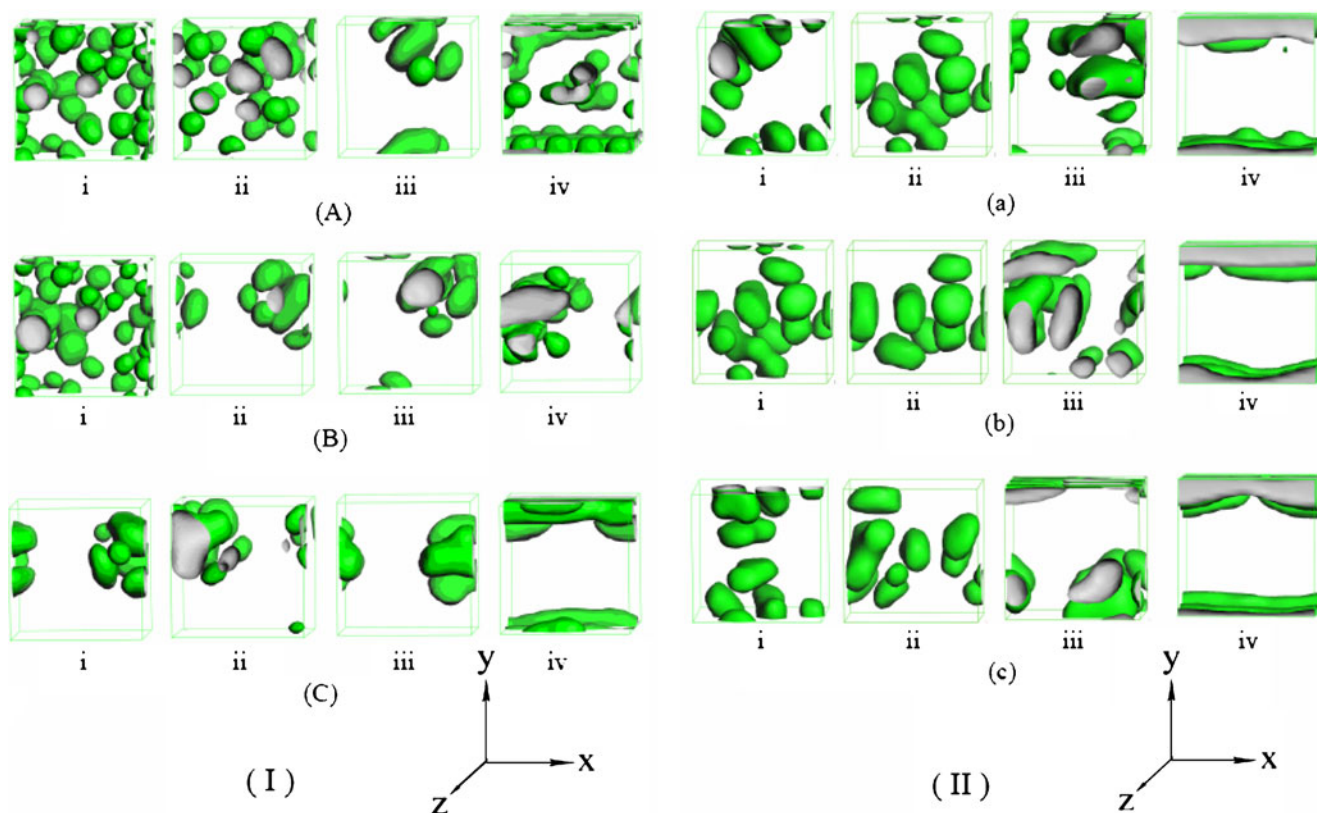 i ii iii iv
(A)
i ii iii iv
(B)
i ii iii iv
(C)
y
x
z
(I)
i ii iii iv
(a)
i ii iii iv
(b)
i ii iii iv
(c)
y
x
z
(II)